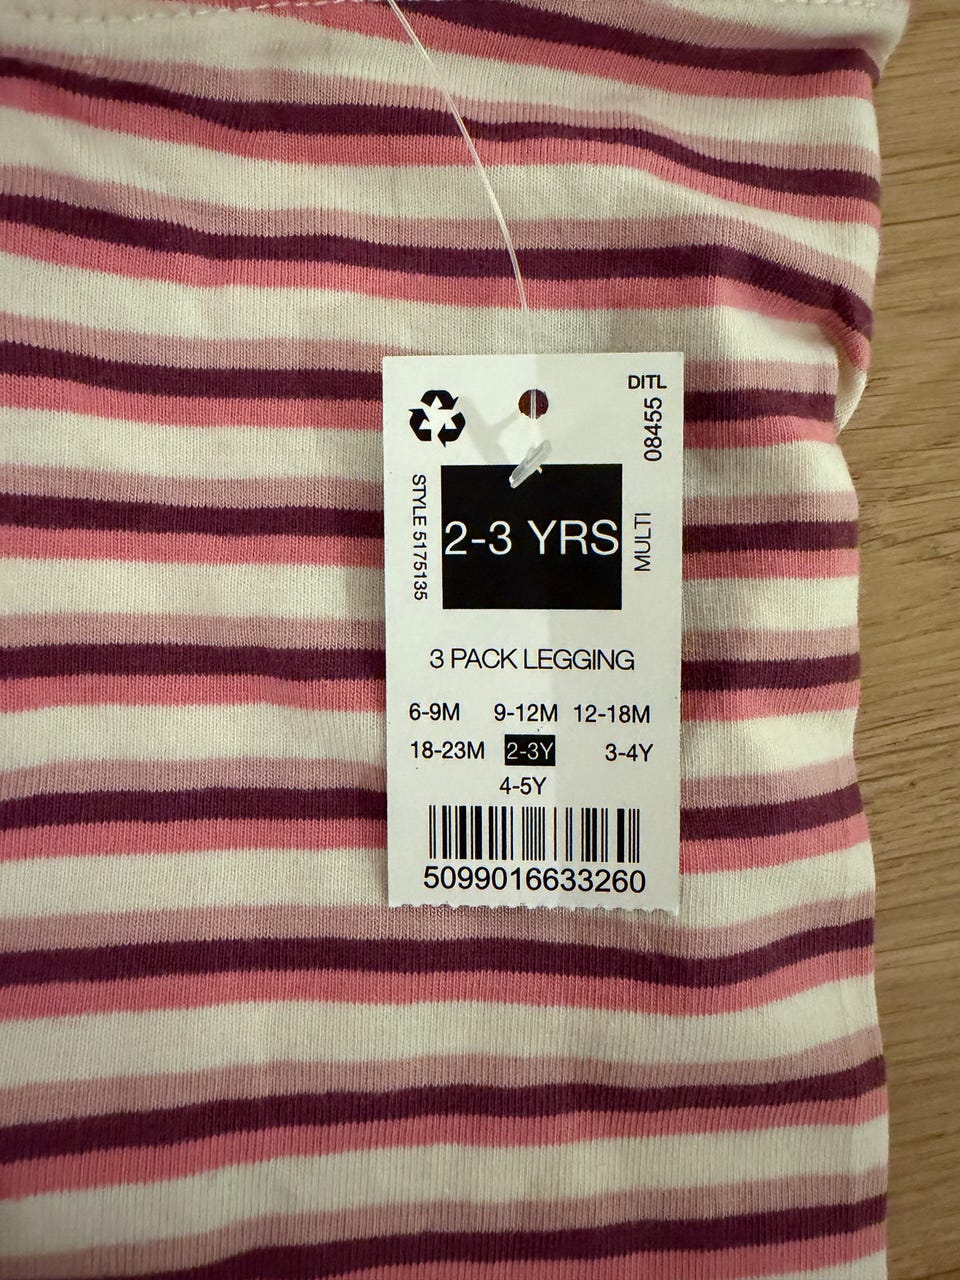 DITL
08455
STYLE 5175135
2-3 YRS
MULTI
3 PACK LEGGING
6-9M 9-12M 12-18M
18-23M 2-3Y 3-4Y
4-5Y
5099016633260